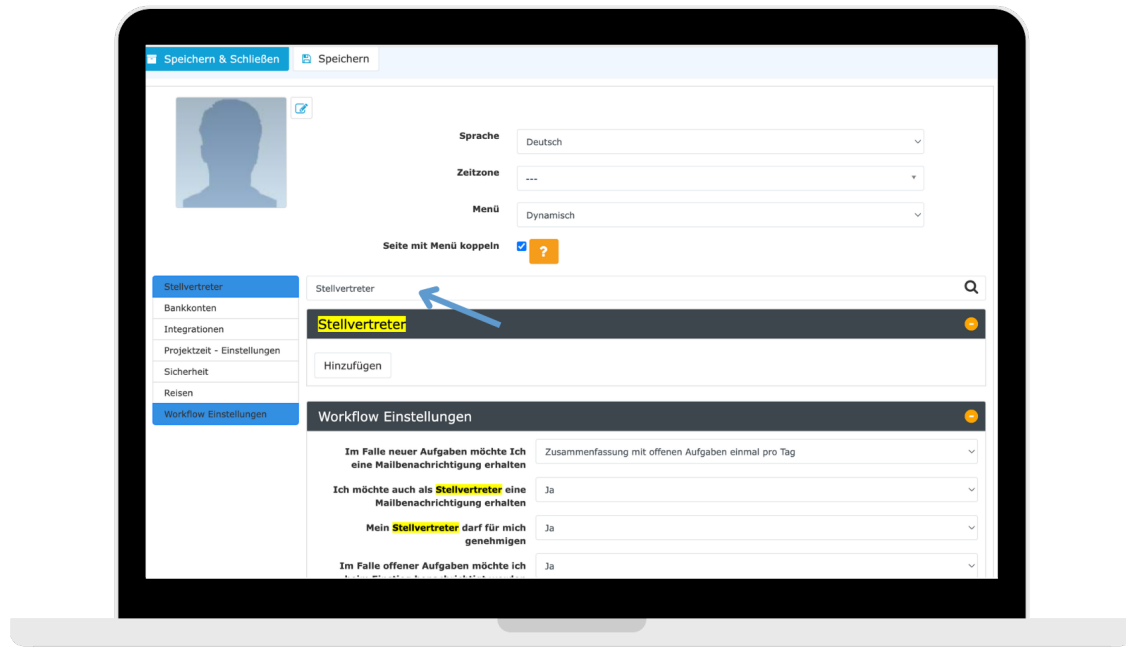 Speichern & Schließen Speichern
Sprache Deutsch
Zeitzone ---
Menü Dynamisch
Seite mit Menü koppeln ?
Stellvertreter
Bankkonten
Integrationen
Projektzeit - Einstellungen
Sicherheit
Reisen
Workflow Einstellungen
Stellvertreter
Stellvertreter
Hinzufügen
Workflow Einstellungen
Im Falle neuer Aufgaben möchte Ich
eine Mailbenachrichtigung erhalten
Zusammenfassung mit offenen Aufgaben einmal pro Tag
Ich möchte auch als Stellvertreter eine
Mailbenachrichtigung erhalten
Ja
Mein Stellvertreter darf für mich
genehmigen
Ja
Im Falle offener Aufgaben möchte ich
Ja